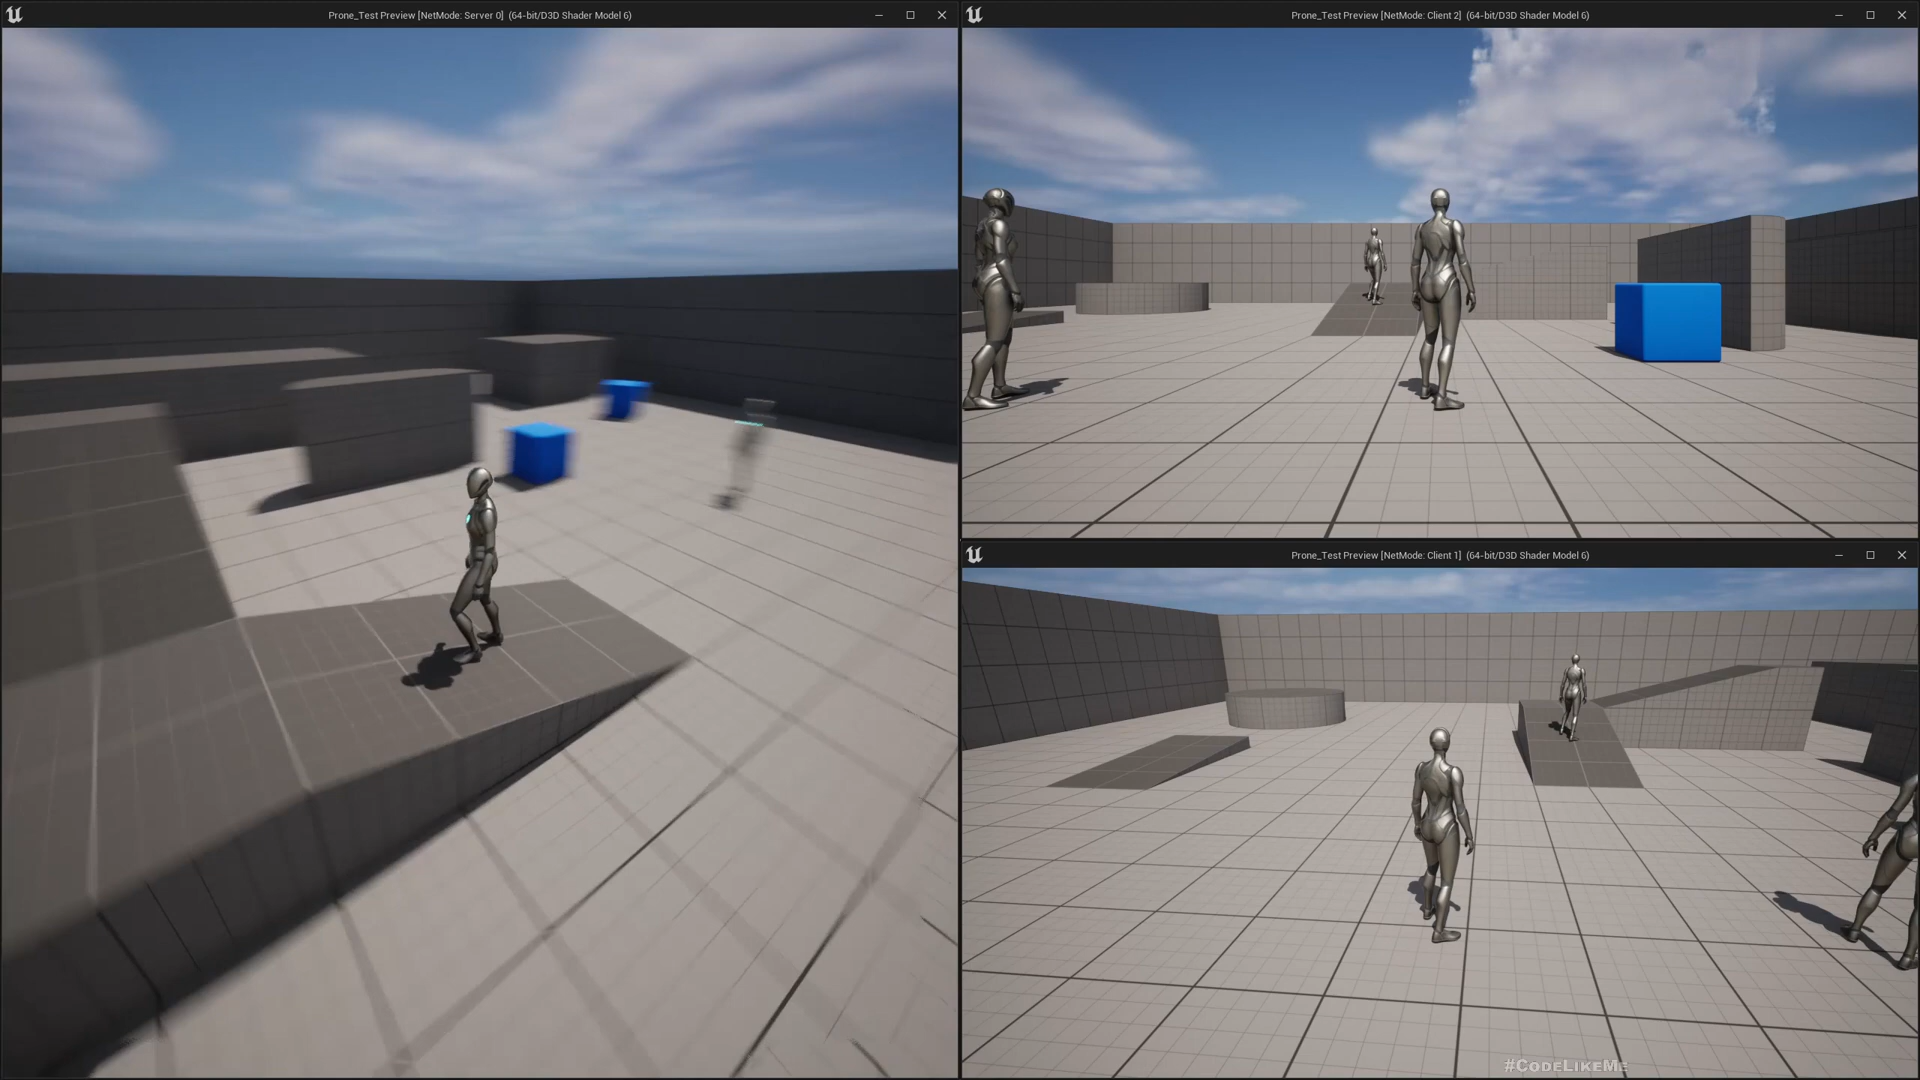 Prone_Test Preview [NetMode: Server 0] (64-bit/D3D Shader Model 6)
Prone_Test Preview [NetMode: Client 2] (64-bit/D3D Shader Model 6)
Prone_Test Preview [NetMode: Client 1] (64-bit/D3D Shader Model 6)
#CodeLikeMe